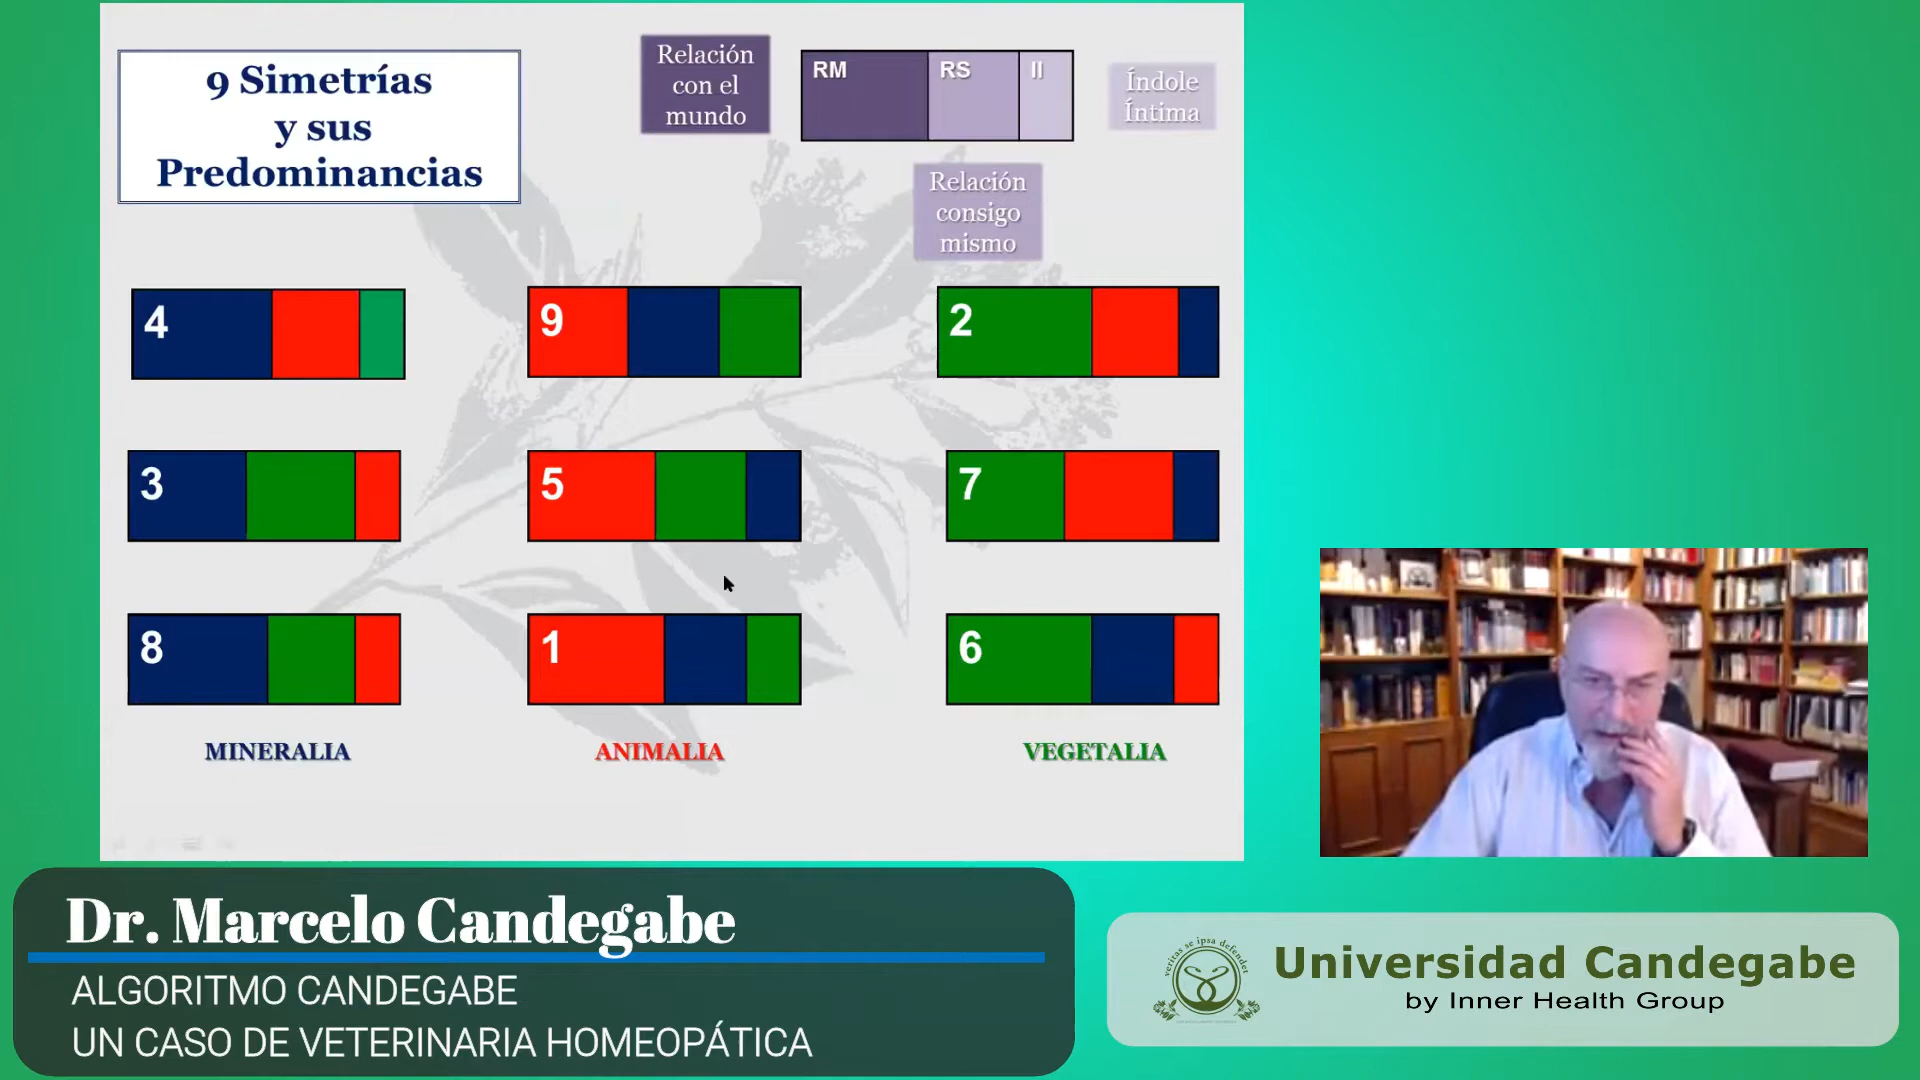 9 Simetrías
y sus
Predominancias
Relación
con el
mundo
RM
RS
II
Índole
Íntima
Relación
consigo
mismo
4
9
2
3
5
7
8
1
6
MINERALIA
ANIMALIA
VEGETALIA
Dr. Marcelo Candegabe
ALGORITMO CANDEGABE
UN CASO DE VETERINARIA HOMEOPÁTICA
veritas se ipsa defendet
Universidad Candegabe
by Inner Health Group